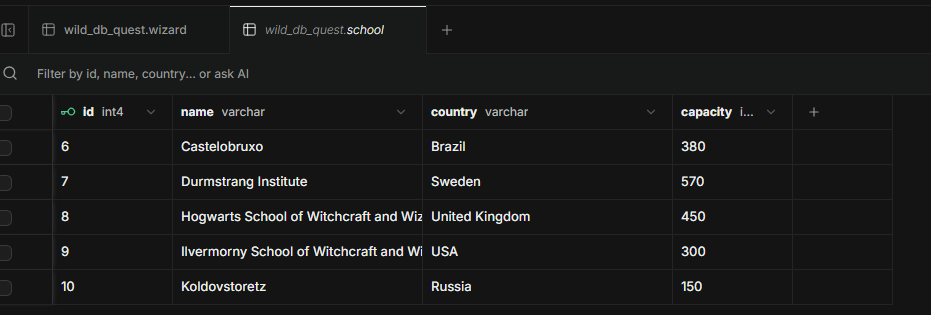 wild_db_quest.wizard wild_db_quest.school
Filter by id, name, country... or ask AI
id int4 name varchar country varchar capacity i...
6 Castelobruxo Brazil 380
7 Durmstrang Institute Sweden 570
8 Hogwarts School of Witchcraft and Wiz United Kingdom 450
9 Ilvermorny School of Witchcraft and Wi USA 300
10 Koldovstoretz Russia 150